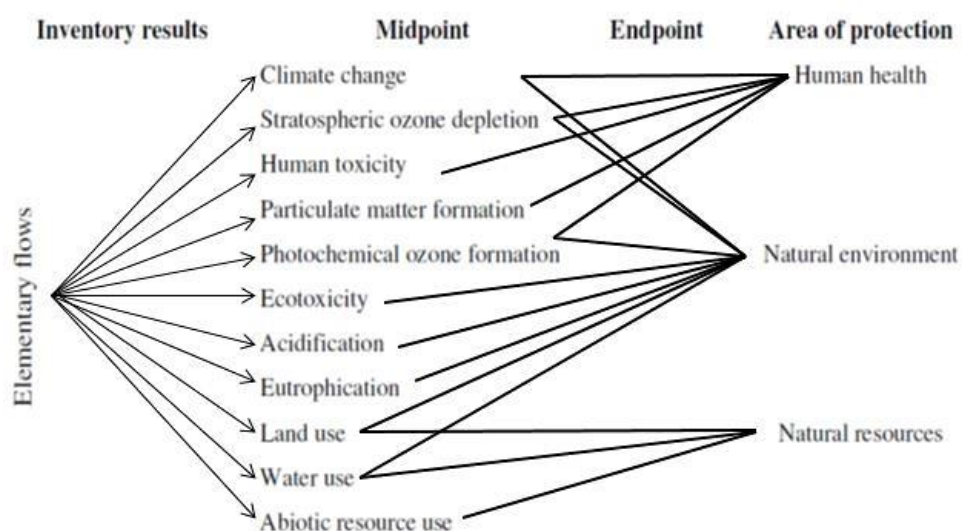 Inventory results Midpoint Endpoint Area of protection
Climate change Human health
Stratospheric ozone depletion
Human toxicity
Particulate matter formation
Photochemical ozone formation Natural environment
Ecotoxicity
Elementary flows
Acidification
Eutrophication
Land use Natural resources
Water use
Abiotic resource use